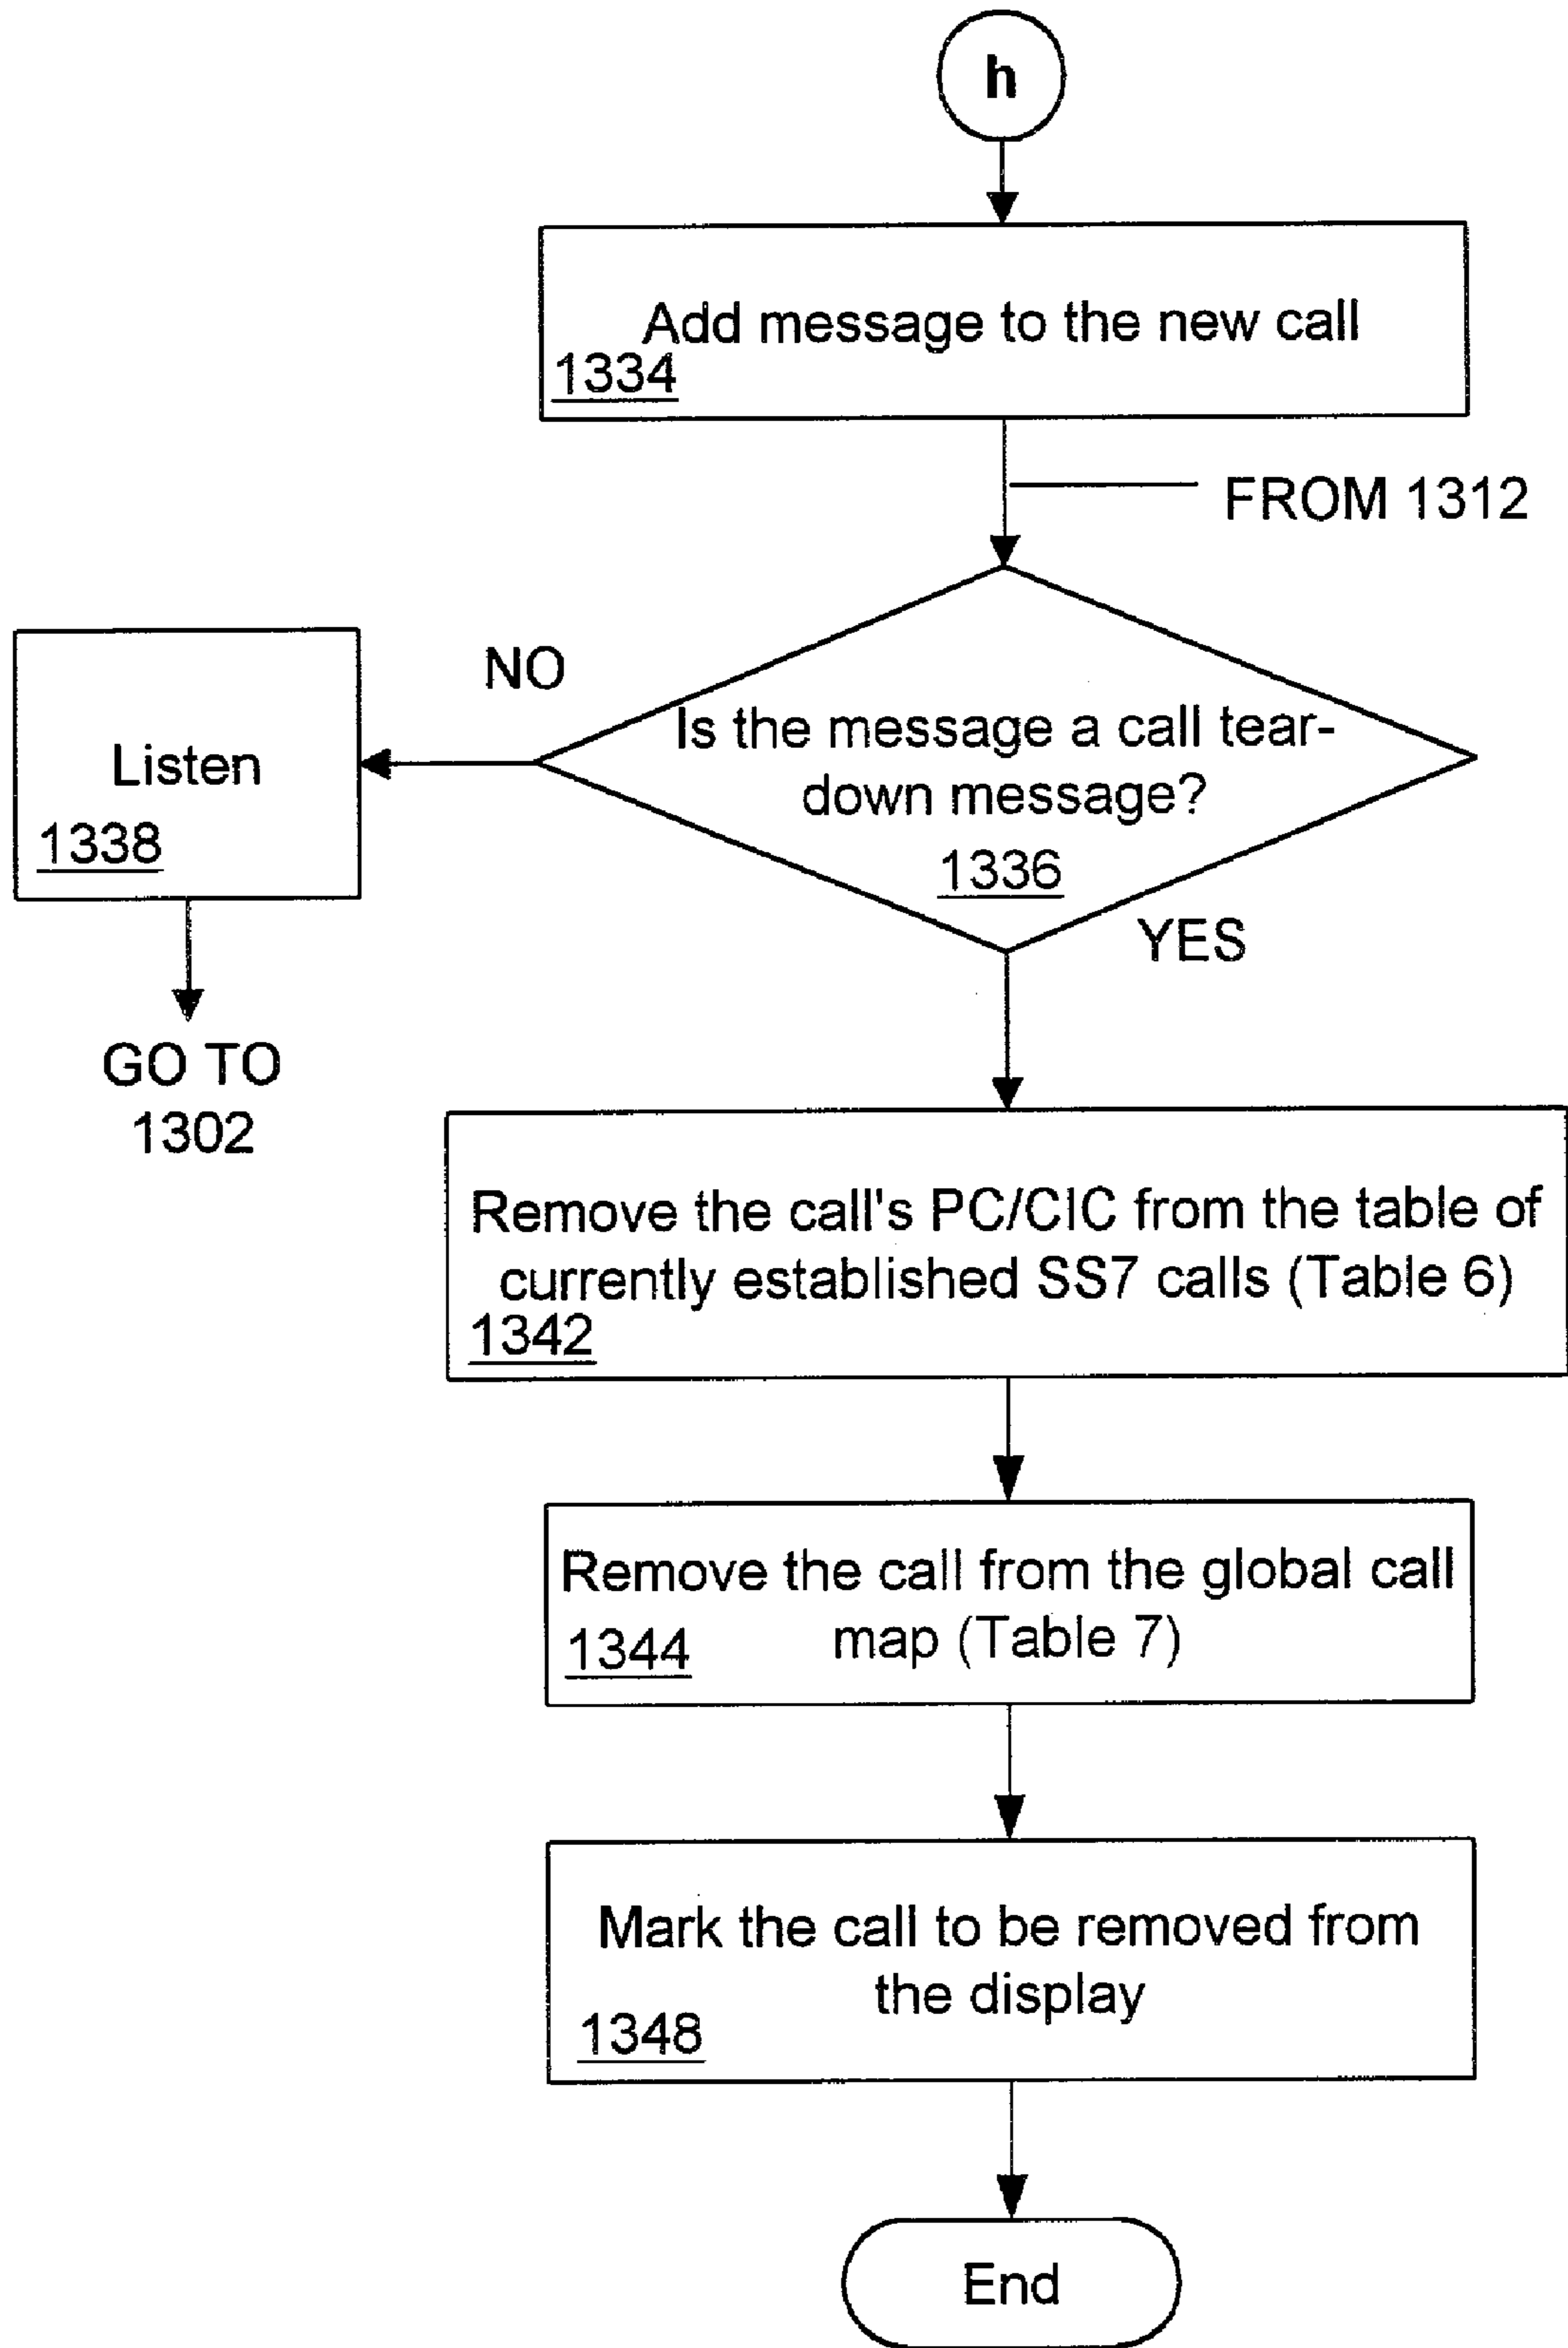 h
Add message to the new call
1334
FROM 1312
NO
Is the message a call tear-
down message?
1336
Listen
1338
YES
GO TO
1302
Remove the call's PC/CIC from the table of
currently established SS7 calls (Table 6)
1342
Remove the call from the global call
map (Table 7)
1344
Mark the call to be removed from
the display
1348
End